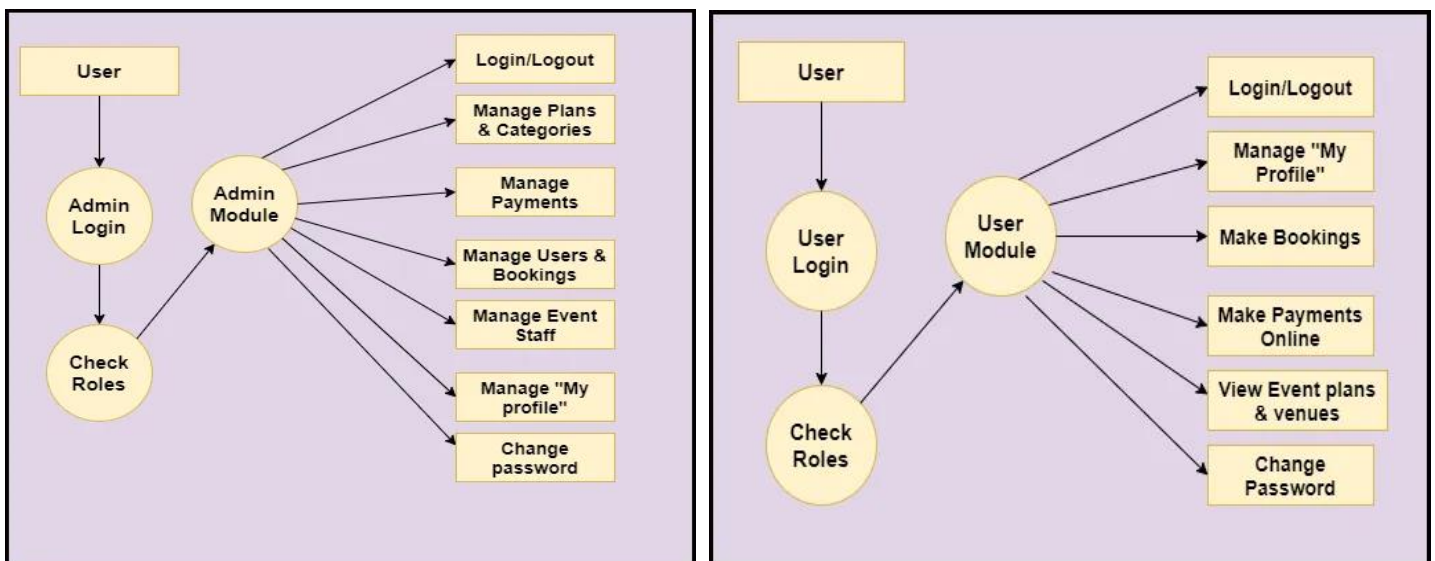 User
Admin
Login
Check
Roles
Admin
Module
Login/Logout
Manage Plans
& Categories
Manage
Payments
Manage Users &
Bookings
Manage Event
Staff
Manage "My
profile"
Change
password
User
User
Login
Check
Roles
User
Module
Login/Logout
Manage "My
Profile"
Make Bookings
Make Payments
Online
View Event plans
& venues
Change
Password